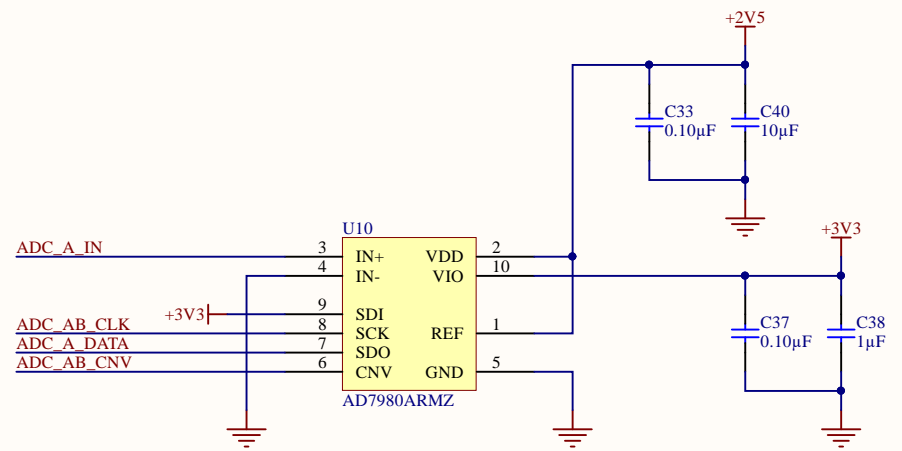 +2V5
C33
0.10µF
C40
10µF
U10
+3V3
ADC_A_IN
3
IN+
VDD
2
4
IN-
VIO
10
+3V3
9
SDI
ADC_AB_CLK
8
SCK
REF
1
C37
0.10µF
C38
1µF
ADC_A_DATA
7
SDO
ADC_AB_CNV
6
CNV
GND
5
AD7980ARMZ